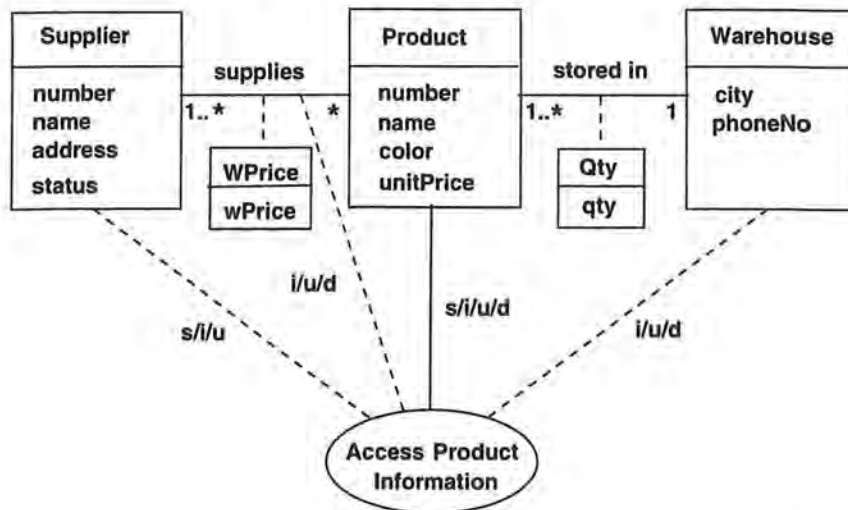 Supplier
number
name
address
status
supplies
1..*
*
WPrice
wPrice
Product
number
name
color
unitPrice
stored in
1..*
1
Qty
qty
Warehouse
city
phoneNo
s/i/u
i/u/d
s/i/u/d
i/u/d
Access Product
Information